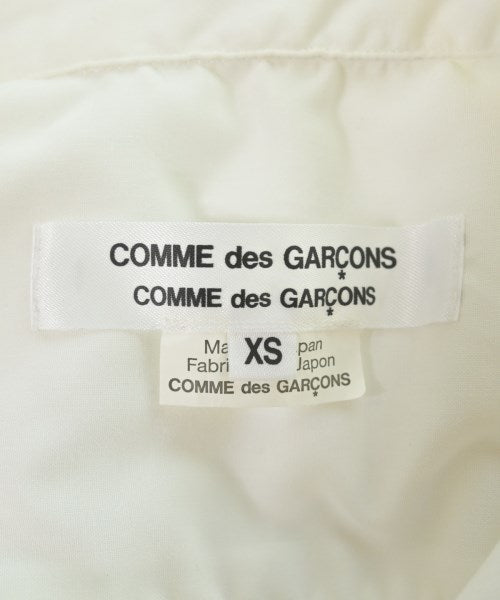 COMME des GARÇONS
COMME des GARÇONS
XS
Ma pan
Fabri Japon
COMME des GARÇONS